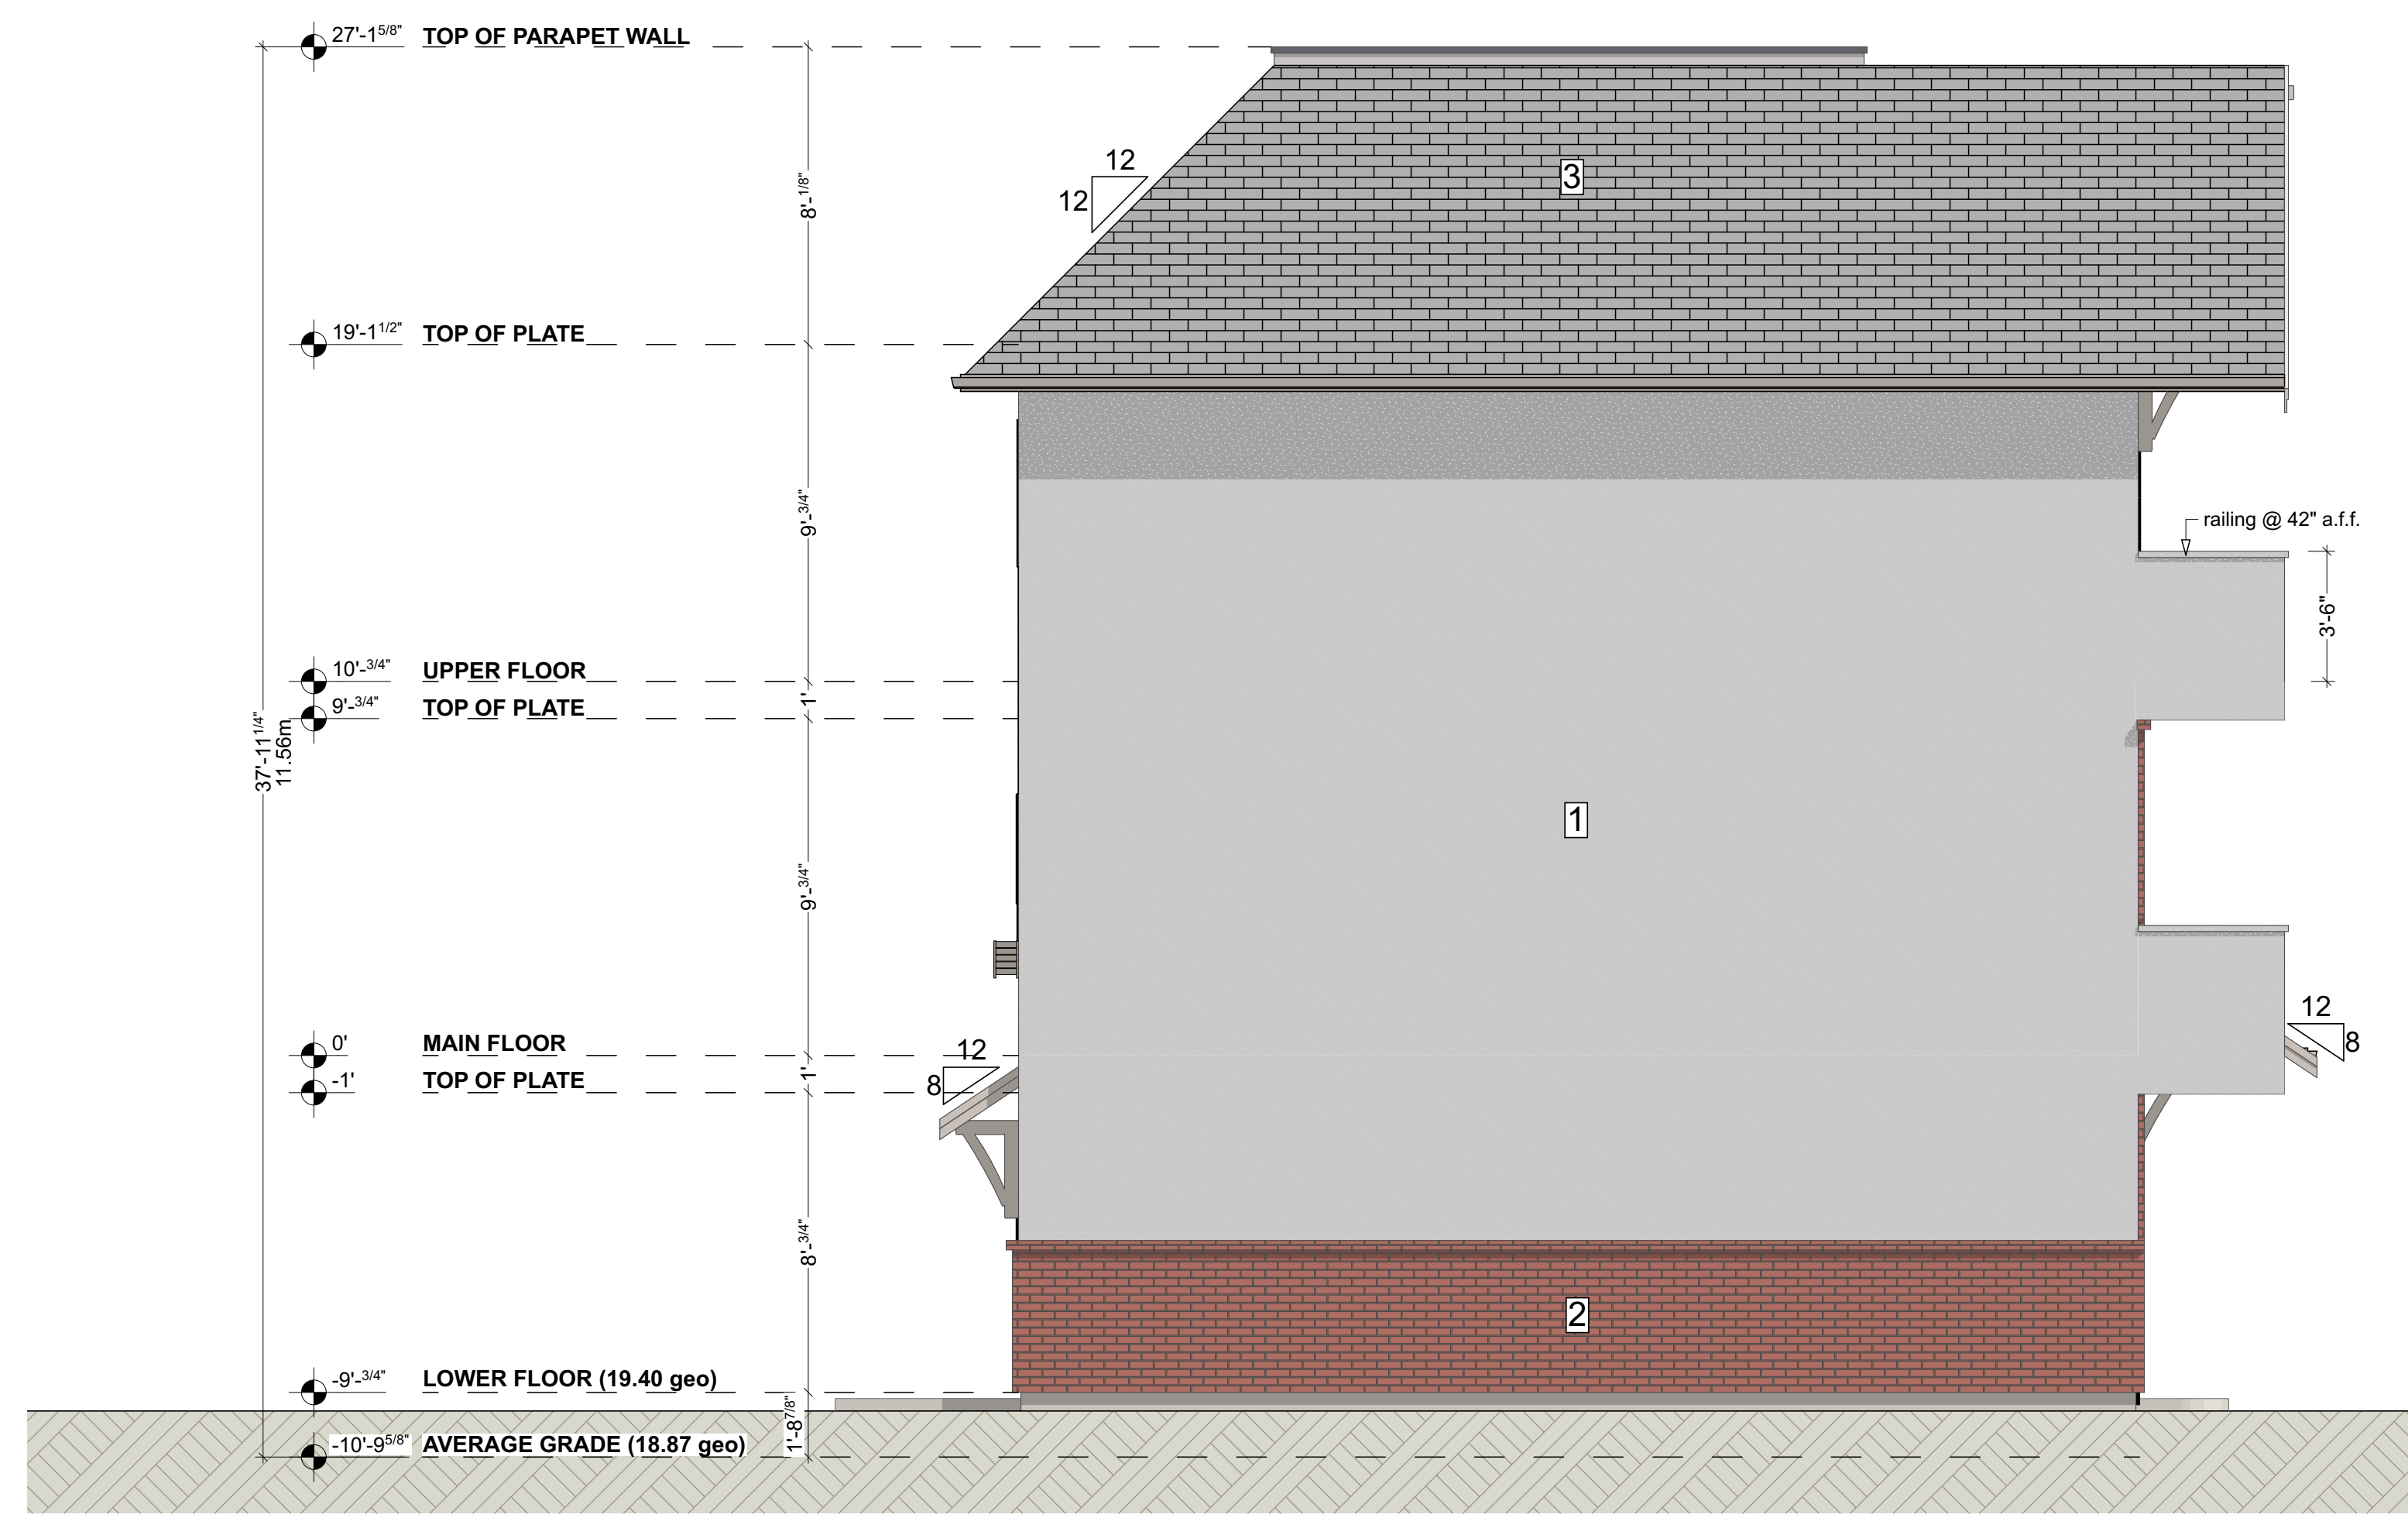 27'-1 5/8" TOP OF PARAPET WALL
12
12
3
8'-1/8"
19'-1 1/2" TOP OF PLATE
9'-3/4"
railing @ 42" a.f.f.
3'-6"
10'-3/4" UPPER FLOOR
1'
9'-3/4" TOP OF PLATE
37'-11 1/4"
11.56m
1
9'-3/4"
0' MAIN FLOOR
12
8
1'
-1' TOP OF PLATE
12
8
8'-3/4"
2
-9'-3/4" LOWER FLOOR (19.40 geo)
1'-8 7/8"
-10'-9 5/8" AVERAGE GRADE (18.87 geo)